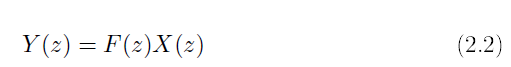 Y(z) = F(z)X(z) (2.2)